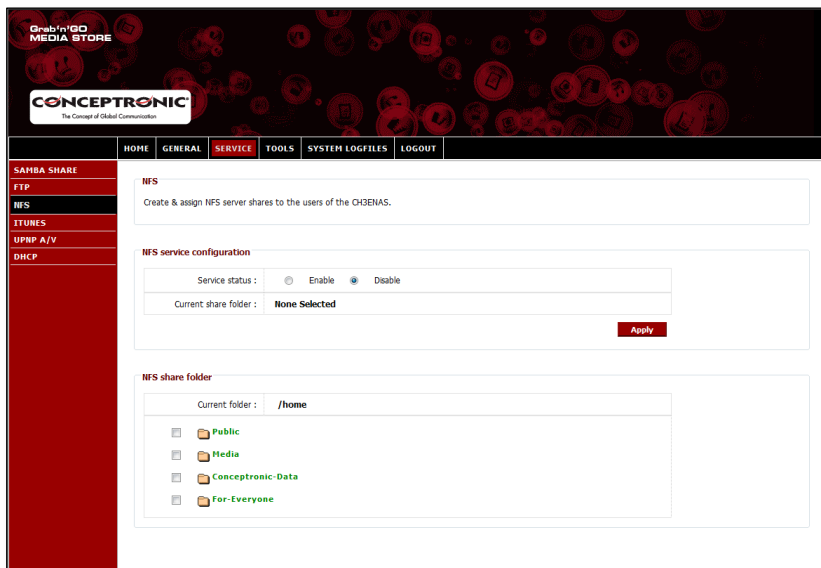 Grab'n'GO
MEDIA STORE
CONCEPTRONIC®
The Concept of Global Communication
HOME GENERAL SERVICE TOOLS SYSTEM LOGFILES LOGOUT
SAMBA SHARE
FTP
NFS
ITUNES
UPNP A/V
DHCP
NFS
Create & assign NFS server shares to the users of the CH3ENAS.
NFS service configuration
Service status : Enable Disable
Current share folder : None Selected
Apply
NFS share folder
Current folder : /home
Public
Media
Conceptronic-Data
For-Everyone